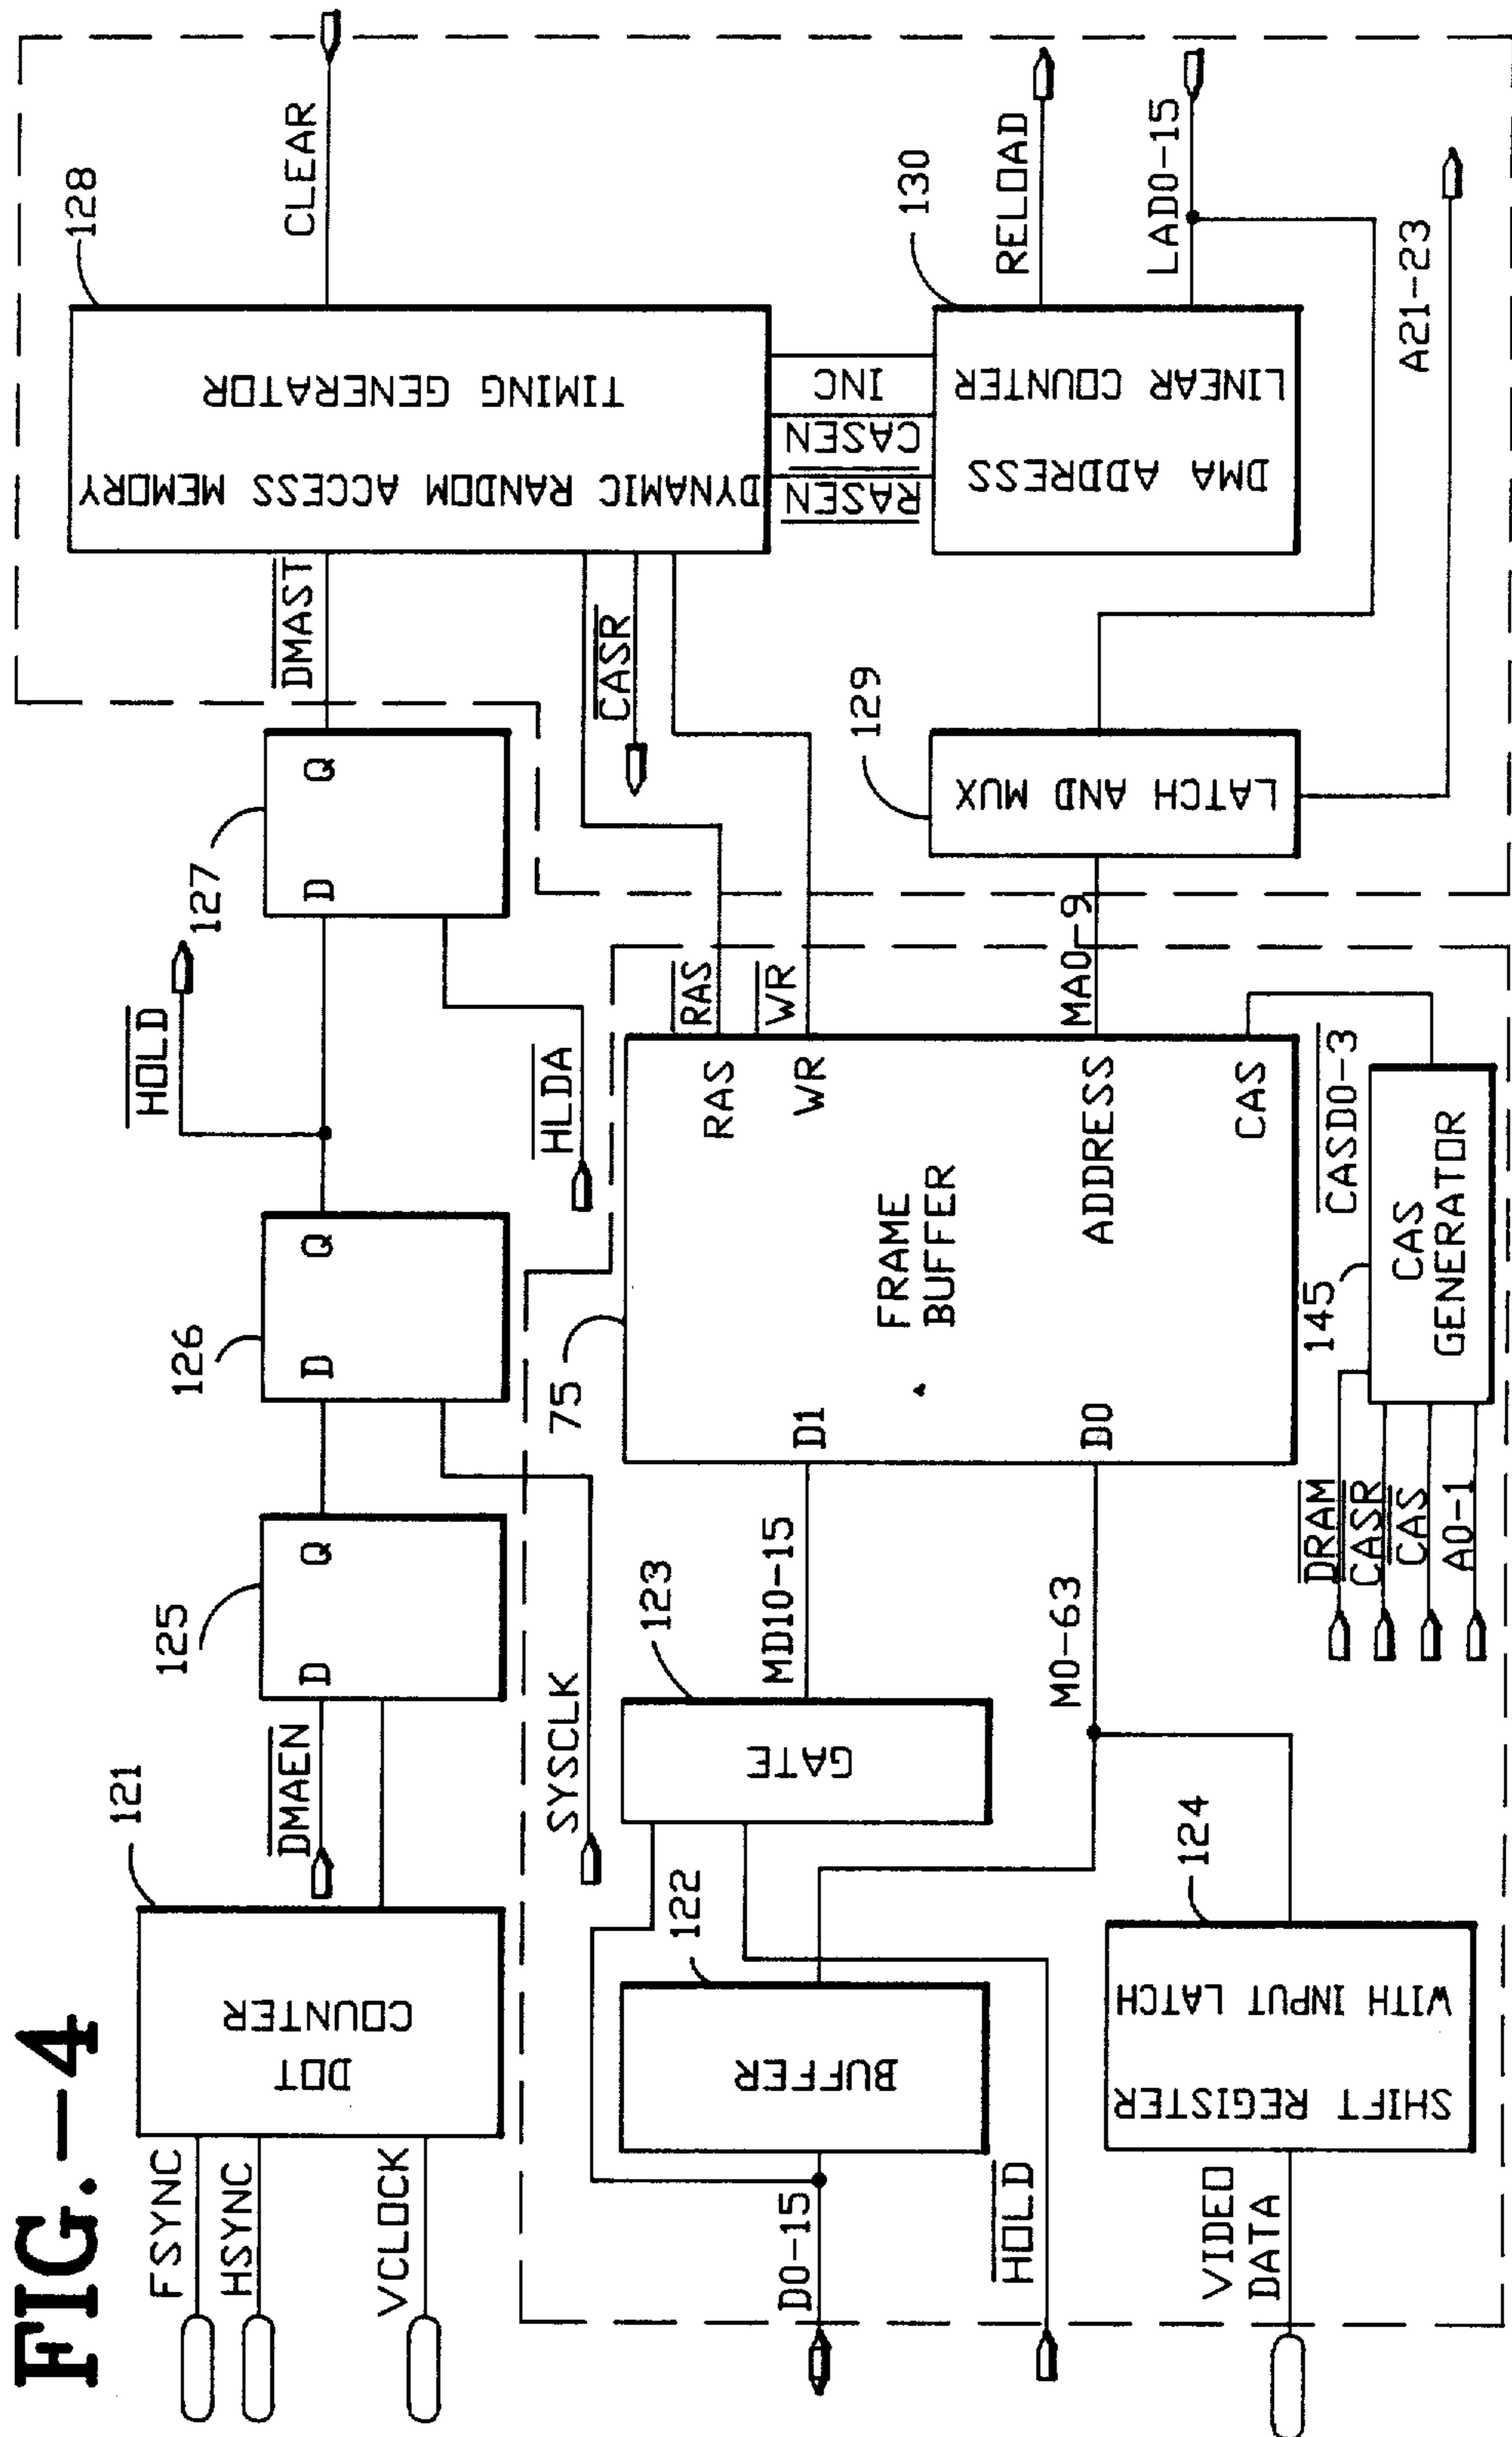 FIG.-4
FSYNC
HSYNC
VCLOCK
DOT
COUNTER
121
DMAEN
D
Q
125
SYSCLK
D
Q
126
HOLD
HLDA
D
Q
127
DMAST
DYNAMIC RANDOM ACCESS MEMORY
TIMING GENERATOR
128
CLEAR
CASR
RASEN
CASEN
INC
DMA ADDRESS
LINEAR COUNTER
130
RELOAD
LAD0-15
A21-23
LATCH AND MUX
129
MA0-9
RAS
WR
D0-15
HOLD
BUFFER
122
GATE
123
MD10-15
M0-63
VIDEO
DATA
SHIFT REGISTER
WITH INPUT LATCH
124
75
FRAME
BUFFER
D1
D0
RAS
WR
ADDRESS
CAS
DRAM
CASR
CAS
A0-1
145
CAS
GENERATOR
CASD0-3